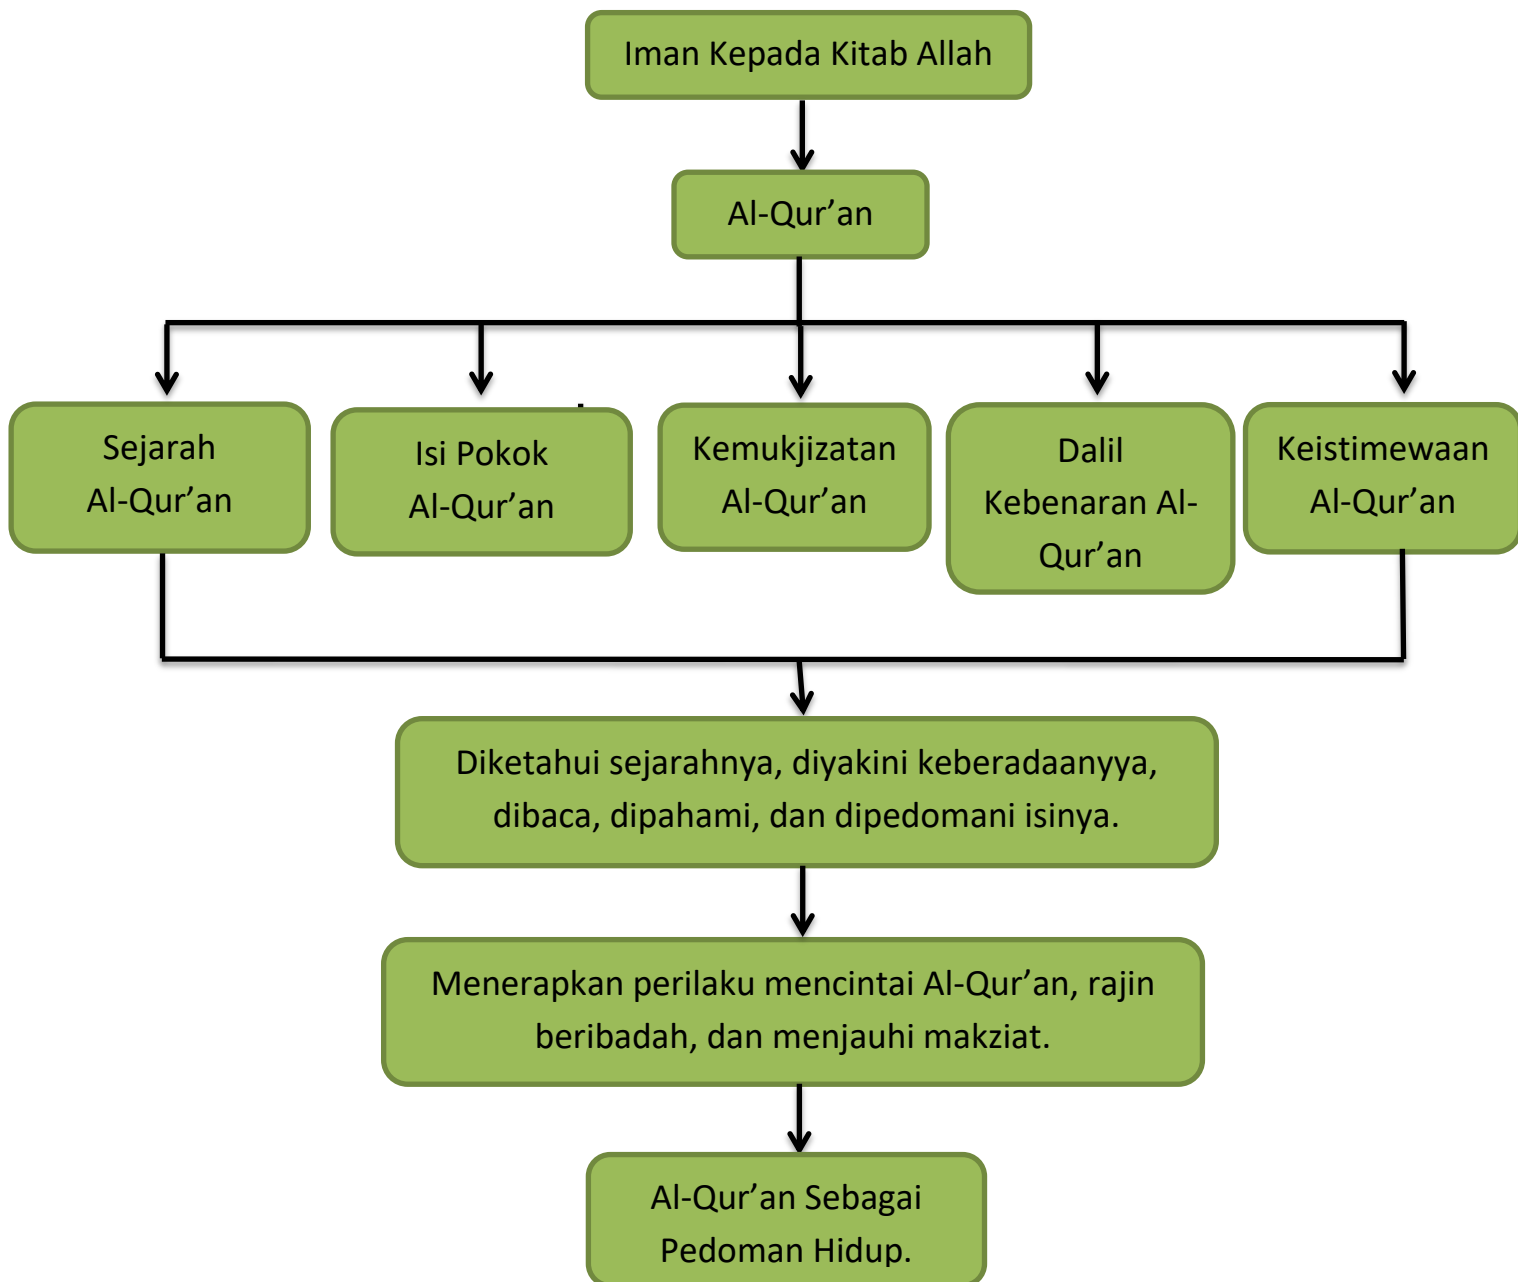 Iman Kepada Kitab Allah
Al-Qur’an
Sejarah
Al-Qur’an
Isi Pokok
Al-Qur’an
Kemukjizatan
Al-Qur’an
Dalil
Kebenaran Al-
Qur’an
Keistimewaan
Al-Qur’an
Diketahui sejarahnya, diyakini keberadaanyya,
dibaca, dipahami, dan dipedomani isinya.
Menerapkan perilaku mencintai Al-Qur’an, rajin
beribadah, dan menjauhi makziat.
Al-Qur’an Sebagai
Pedoman Hidup.